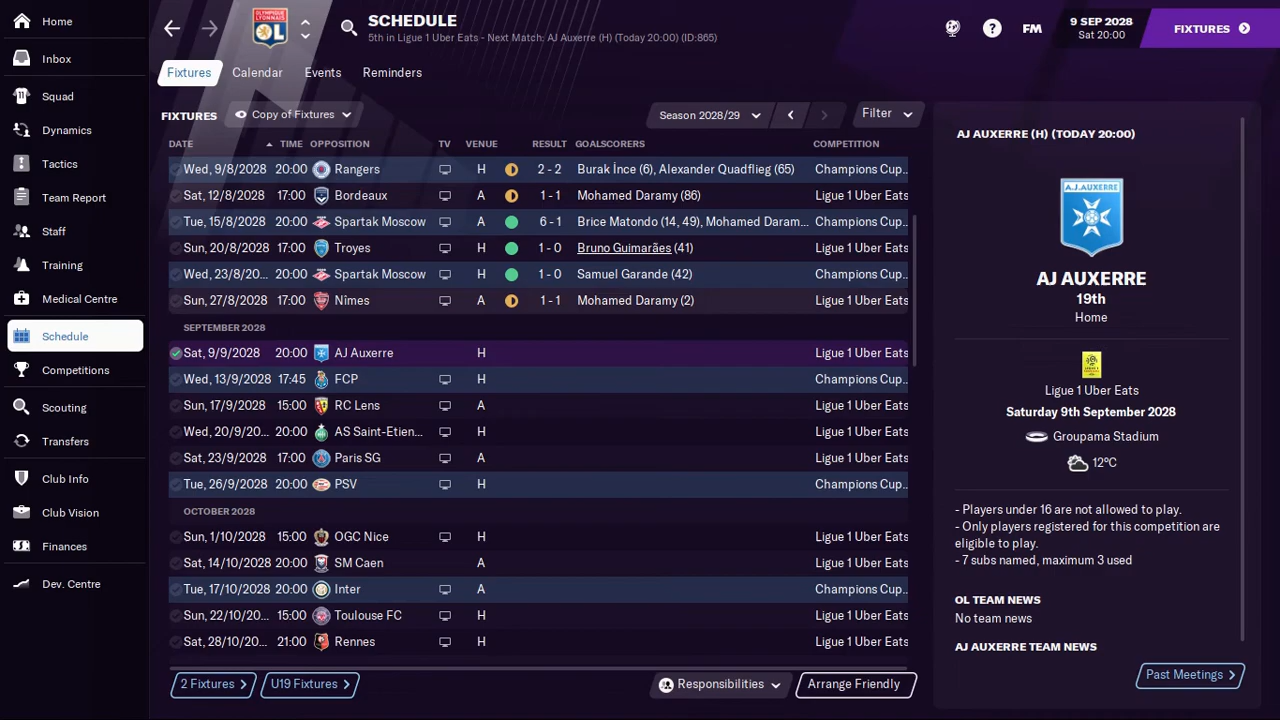 Home
Inbox
Squad
Dynamics
Tactics
Team Report
Staff
Training
Medical Centre
Schedule
Competitions
Scouting
Transfers
Club Info
Club Vision
Finances
Dev. Centre
OL
SCHEDULE
5th in Ligue 1 Uber Eats - Next Match: AJ Auxerre (H) (Today 20:00) (ID:865)
?
FM
9 SEP 2028
Sat 20:00
FIXTURES
Fixtures Calendar Events Reminders
FIXTURES Copy of Fixtures Season 2028/29 Filter
DATE TIME OPPOSITION TV VENUE RESULT GOALSCORERS COMPETITION
Wed, 9/8/2028 20:00 Rangers H 2 - 2 Burak İnce (6), Alexander Quadflieg (65) Champions Cup..
Sat, 12/8/2028 17:00 Bordeaux A 1 - 1 Mohamed Daramy (86) Ligue 1 Uber Eats
Tue, 15/8/2028 20:00 Spartak Moscow A 6 - 1 Brice Matondo (14, 49), Mohamed Daram... Champions Cup..
Sun, 20/8/2028 17:00 Troyes H 1 - 0 Bruno Guimarães (41) Ligue 1 Uber Eats
Wed, 23/8/20... 20:00 Spartak Moscow H 1 - 0 Samuel Garande (42) Champions Cup..
Sun, 27/8/2028 17:00 Nîmes A 1 - 1 Mohamed Daramy (2) Ligue 1 Uber Eats
SEPTEMBER 2028
Sat, 9/9/2028 20:00 AJ Auxerre H Ligue 1 Uber Eats
Wed, 13/9/2028 17:45 FCP H Champions Cup..
Sun, 17/9/2028 15:00 RC Lens A Ligue 1 Uber Eats
Wed, 20/9/20... 20:00 AS Saint-Etien... H Ligue 1 Uber Eats
Sat, 23/9/2028 17:00 Paris SG A Ligue 1 Uber Eats
Tue, 26/9/2028 20:00 PSV H Champions Cup..
OCTOBER 2028
Sun, 1/10/2028 15:00 OGC Nice H Ligue 1 Uber Eats
Sat, 14/10/2028 20:00 SM Caen A Ligue 1 Uber Eats
Tue, 17/10/2028 20:00 Inter A Champions Cup..
Sun, 22/10/20... 15:00 Toulouse FC H Ligue 1 Uber Eats
Sat, 28/10/20... 21:00 Rennes H Ligue 1 Uber Eats
2 Fixtures U19 Fixtures Responsibilities Arrange Friendly
AJ AUXERRE (H) (TODAY 20:00)
A.J.AUXERRE
AJ AUXERRE
19th
Home
Ligue 1 Uber Eats
Saturday 9th September 2028
Groupama Stadium
12ºC
- Players under 16 are not allowed to play.
- Only players registered for this competition are
eligible to play.
- 7 subs named, maximum 3 used
OL TEAM NEWS
No team news
AJ AUXERRE TEAM NEWS
Past Meetings